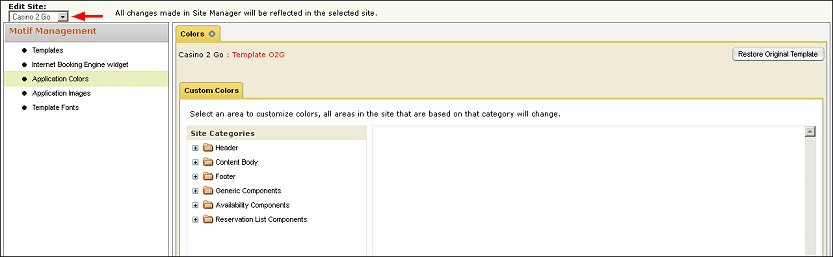 Edit Site:
Casino 2 Go
All changes made in Site Manager will be reflected in the selected site.
Motif Management
Templates
Internet Booking Engine widget
Application Colors
Application Images
Template Fonts
Colors
Casino 2 Go : Template O2G
Restore Original Template
Custom Colors
Select an area to customize colors, all areas in the site that are based on that category will change.
Site Categories
Header
Content Body
Footer
Generic Components
Availability Components
Reservation List Components